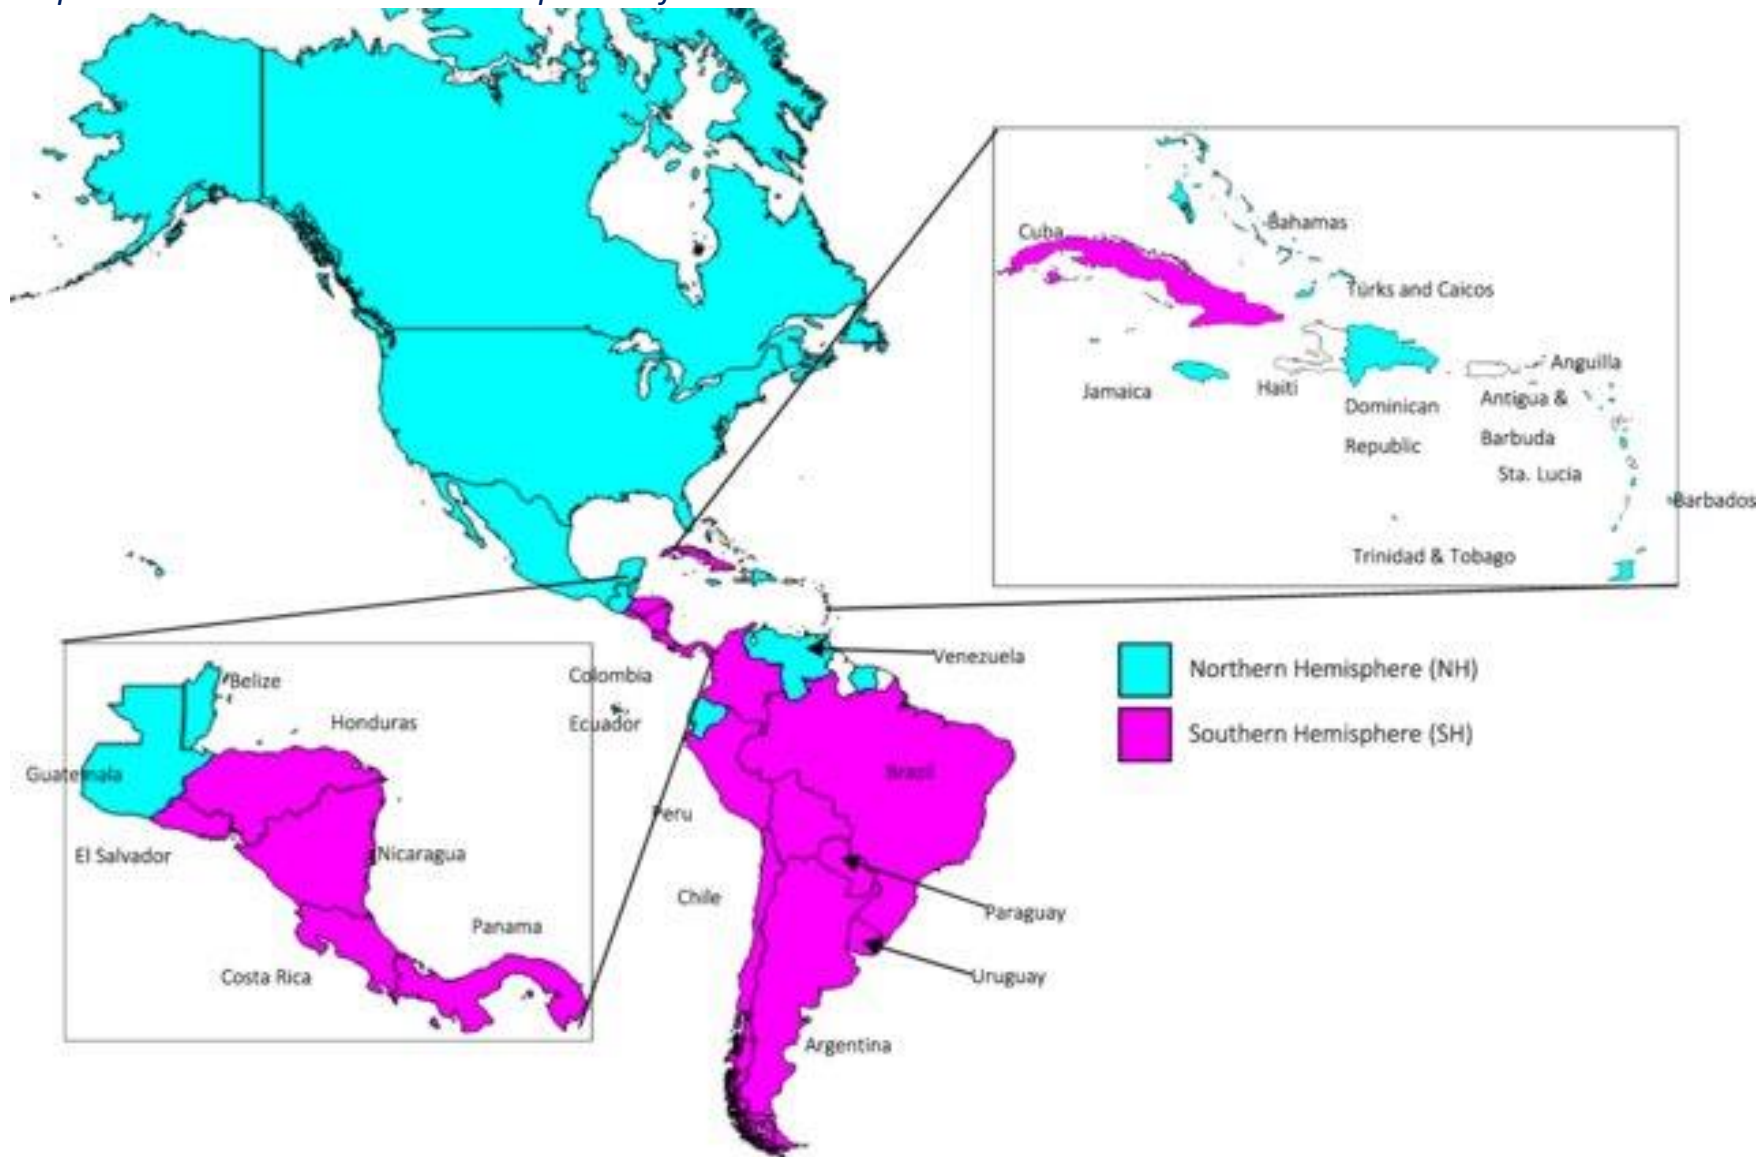 Cuba
Bahamas
Turks and Caicos
Jamaica
Haiti
Dominican
Republic
Anguilla
Antigua &
Barbuda
Sta. Lucia
Barbados
Trinidad & Tobago
Venezuela
Northern Hemisphere (NH)
Southern Hemisphere (SH)
Colombia
Ecuador
Belize
Honduras
Guatemala
El Salvador
Nicaragua
Panama
Costa Rica
Peru
Brazil
Chile
Paraguay
Uruguay
Argentina